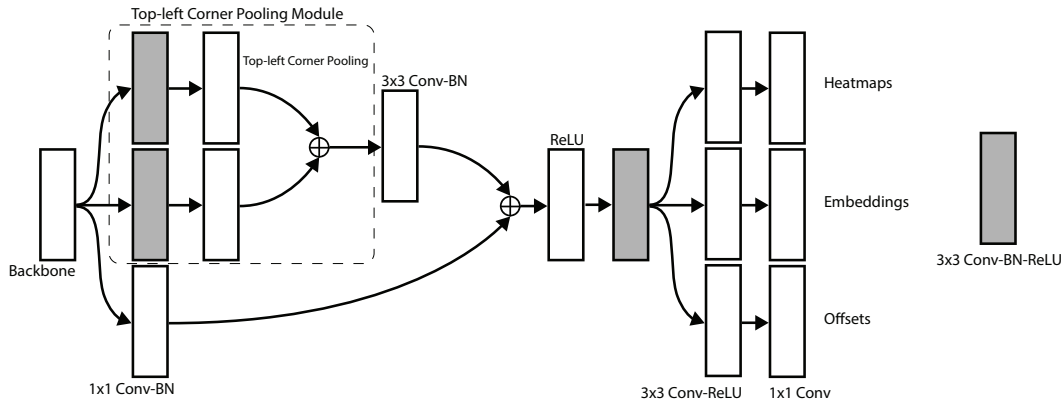 Top-left Corner Pooling Module
Top-left Corner Pooling
3x3 Conv-BN
Heatmaps
ReLU
Embeddings
Backbone
3x3 Conv-BN-ReLU
Offsets
1x1 Conv-BN
3x3 Conv-ReLU
1x1 Conv